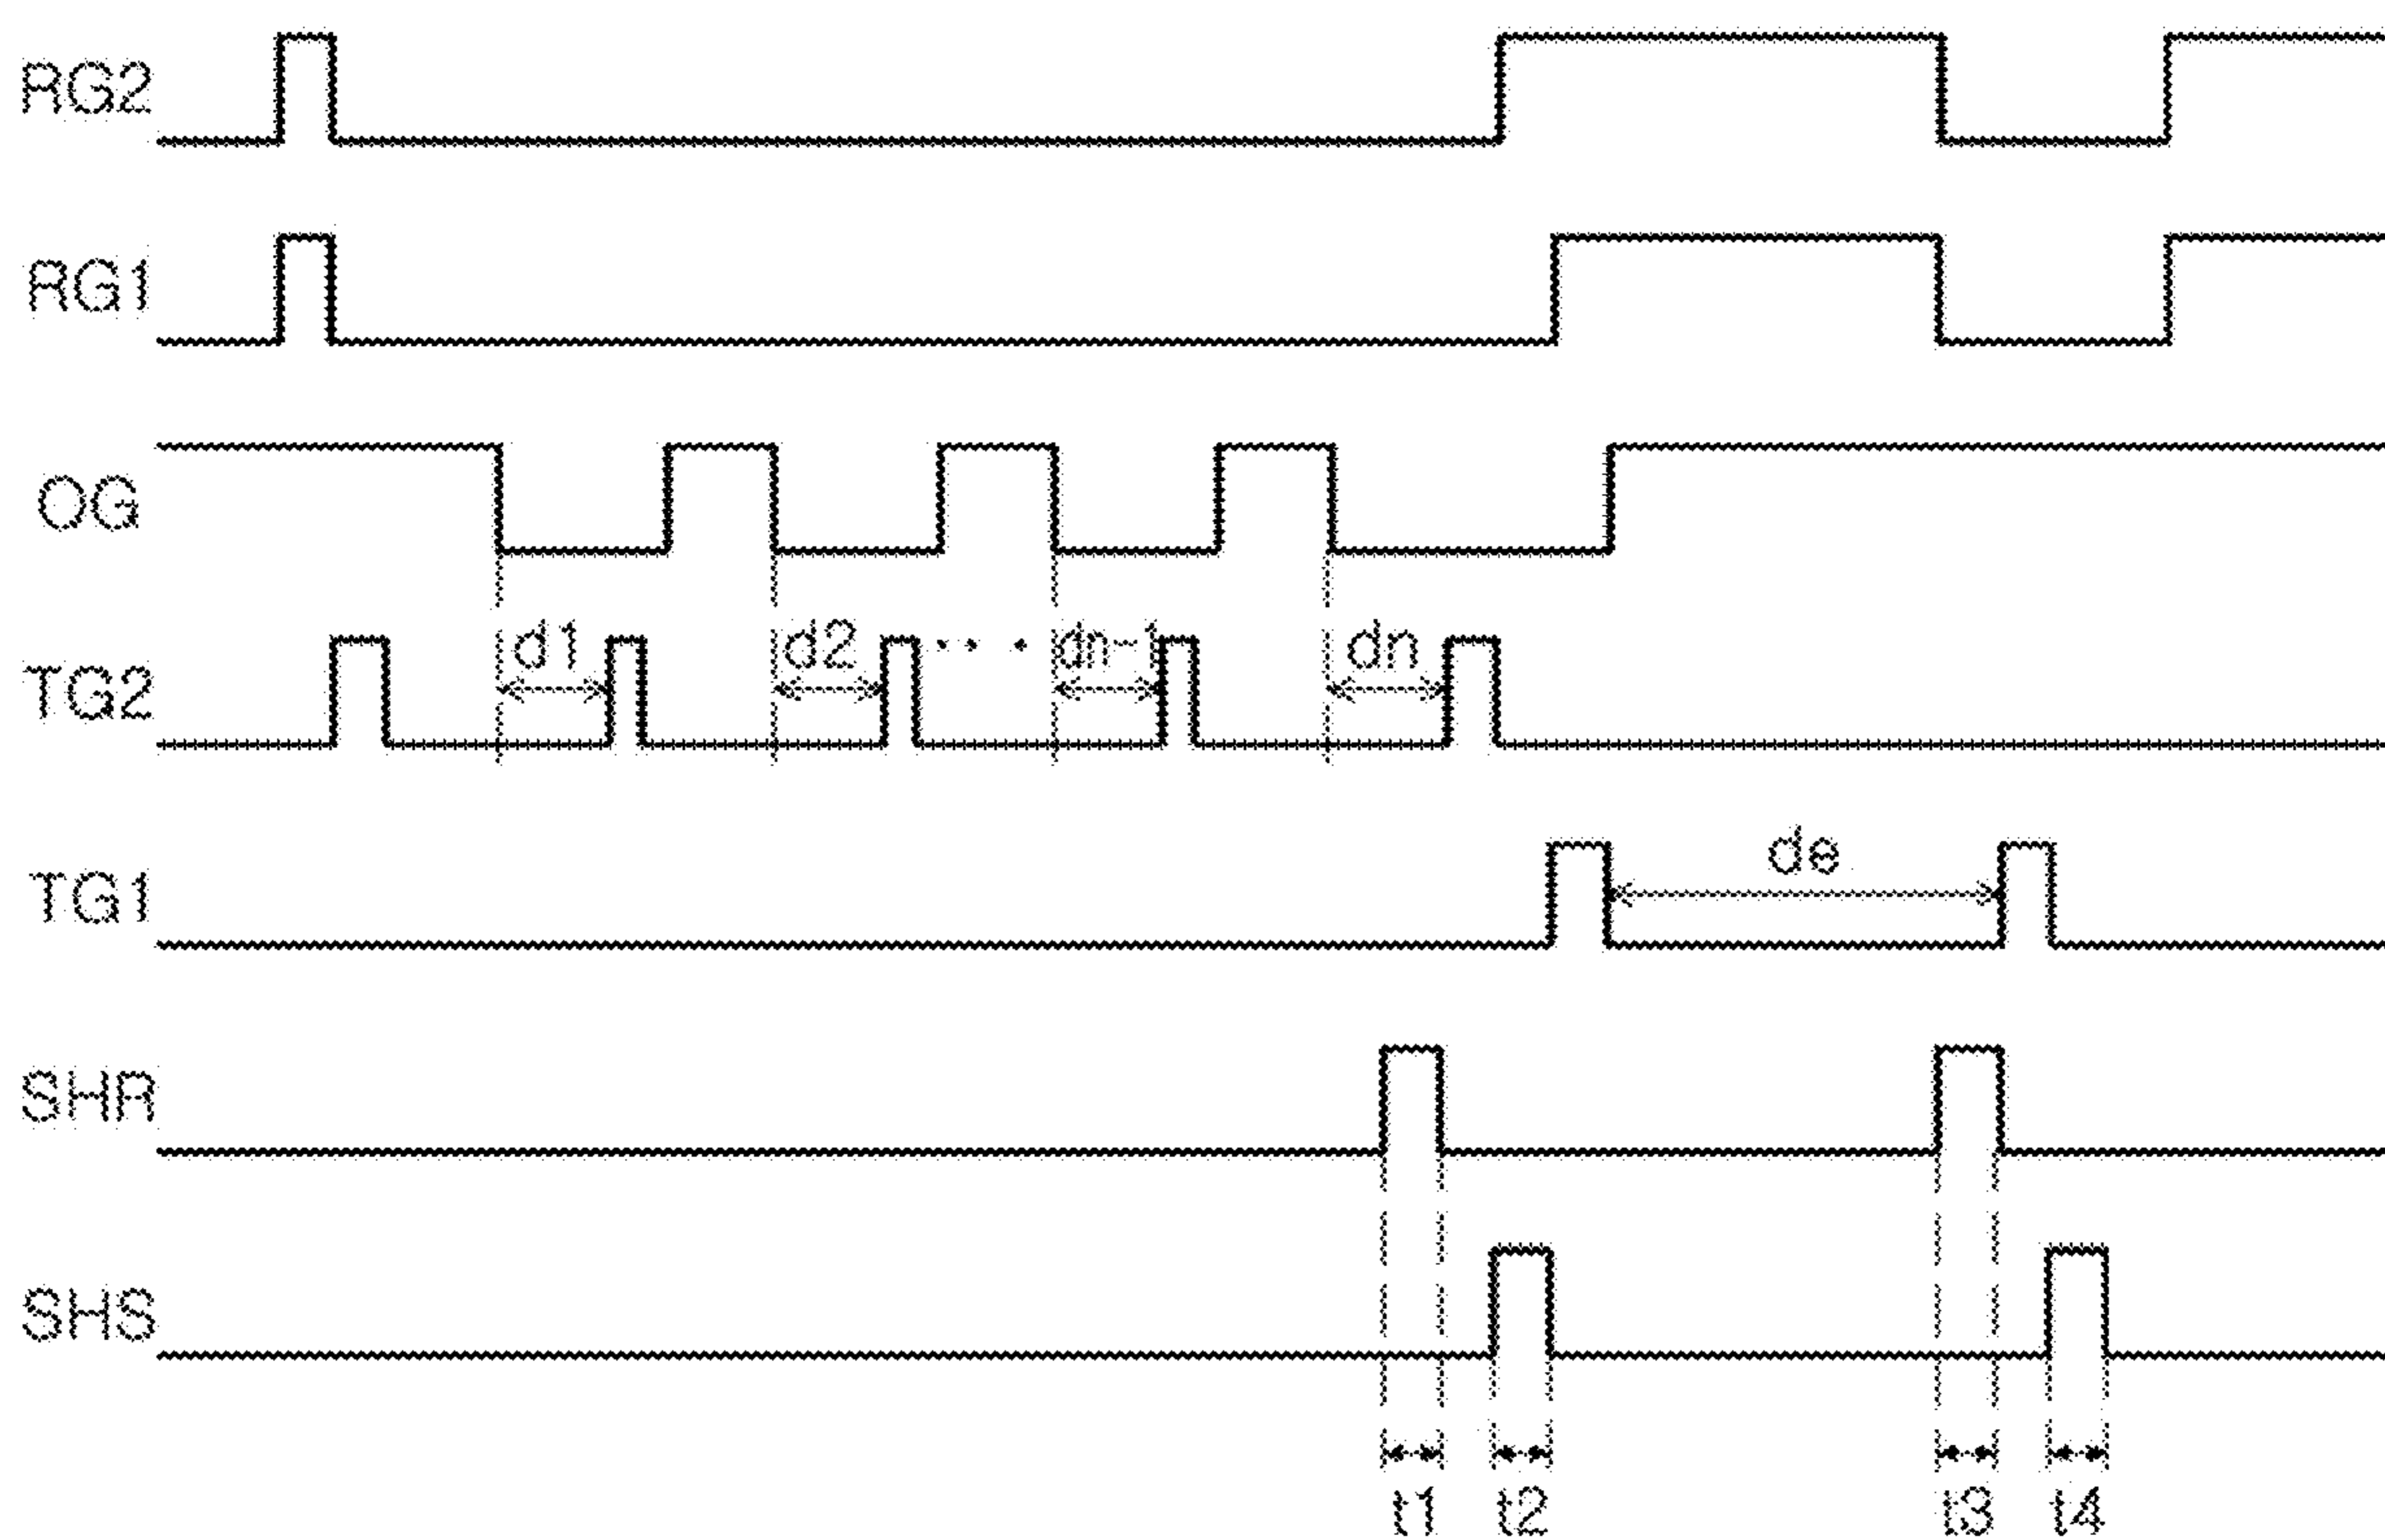 RG2
RG1
OG
TG2 d1 d2 ... dn-1 dn
TG1 de
SHR
SHS
t1 t2 t3 t4